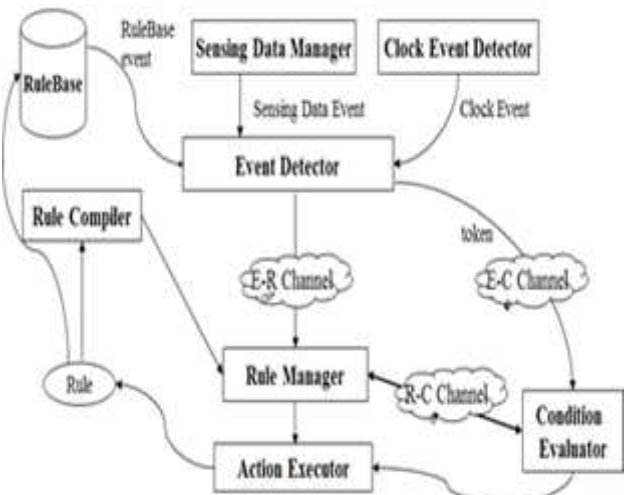 RuleBase
event
Sensing Data Manager
Clock Event Detector
RuleBase
Sensing Data Event
Clock Event
Event Detector
Rule Compiler
token
E-R Channel
E-C Channel
Rule Manager
Rule
R-C Channel
Condition
Evaluator
Action Executor